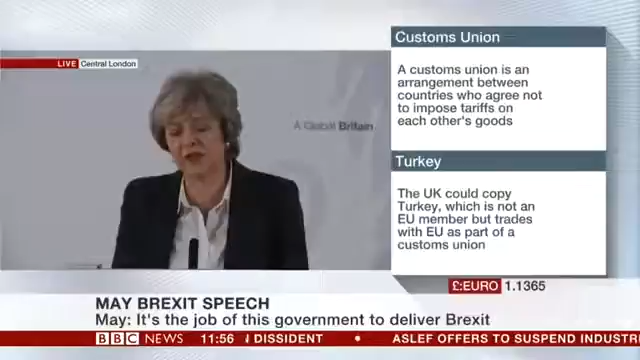 Customs Union
LIVE Central London
A customs union is an
arrangement between
countries who agree not
to impose tariffs on
each other's goods
A Global Britain
Turkey
The UK could copy
Turkey, which is not an
EU member but trades
with EU as part of a
customs union
£:EURO 1.1365
MAY BREXIT SPEECH
May: It's the job of this government to deliver Brexit
BBC NEWS 11:56 N DISSIDENT • ASLEF OFFERS TO SUSPEND INDUSTR